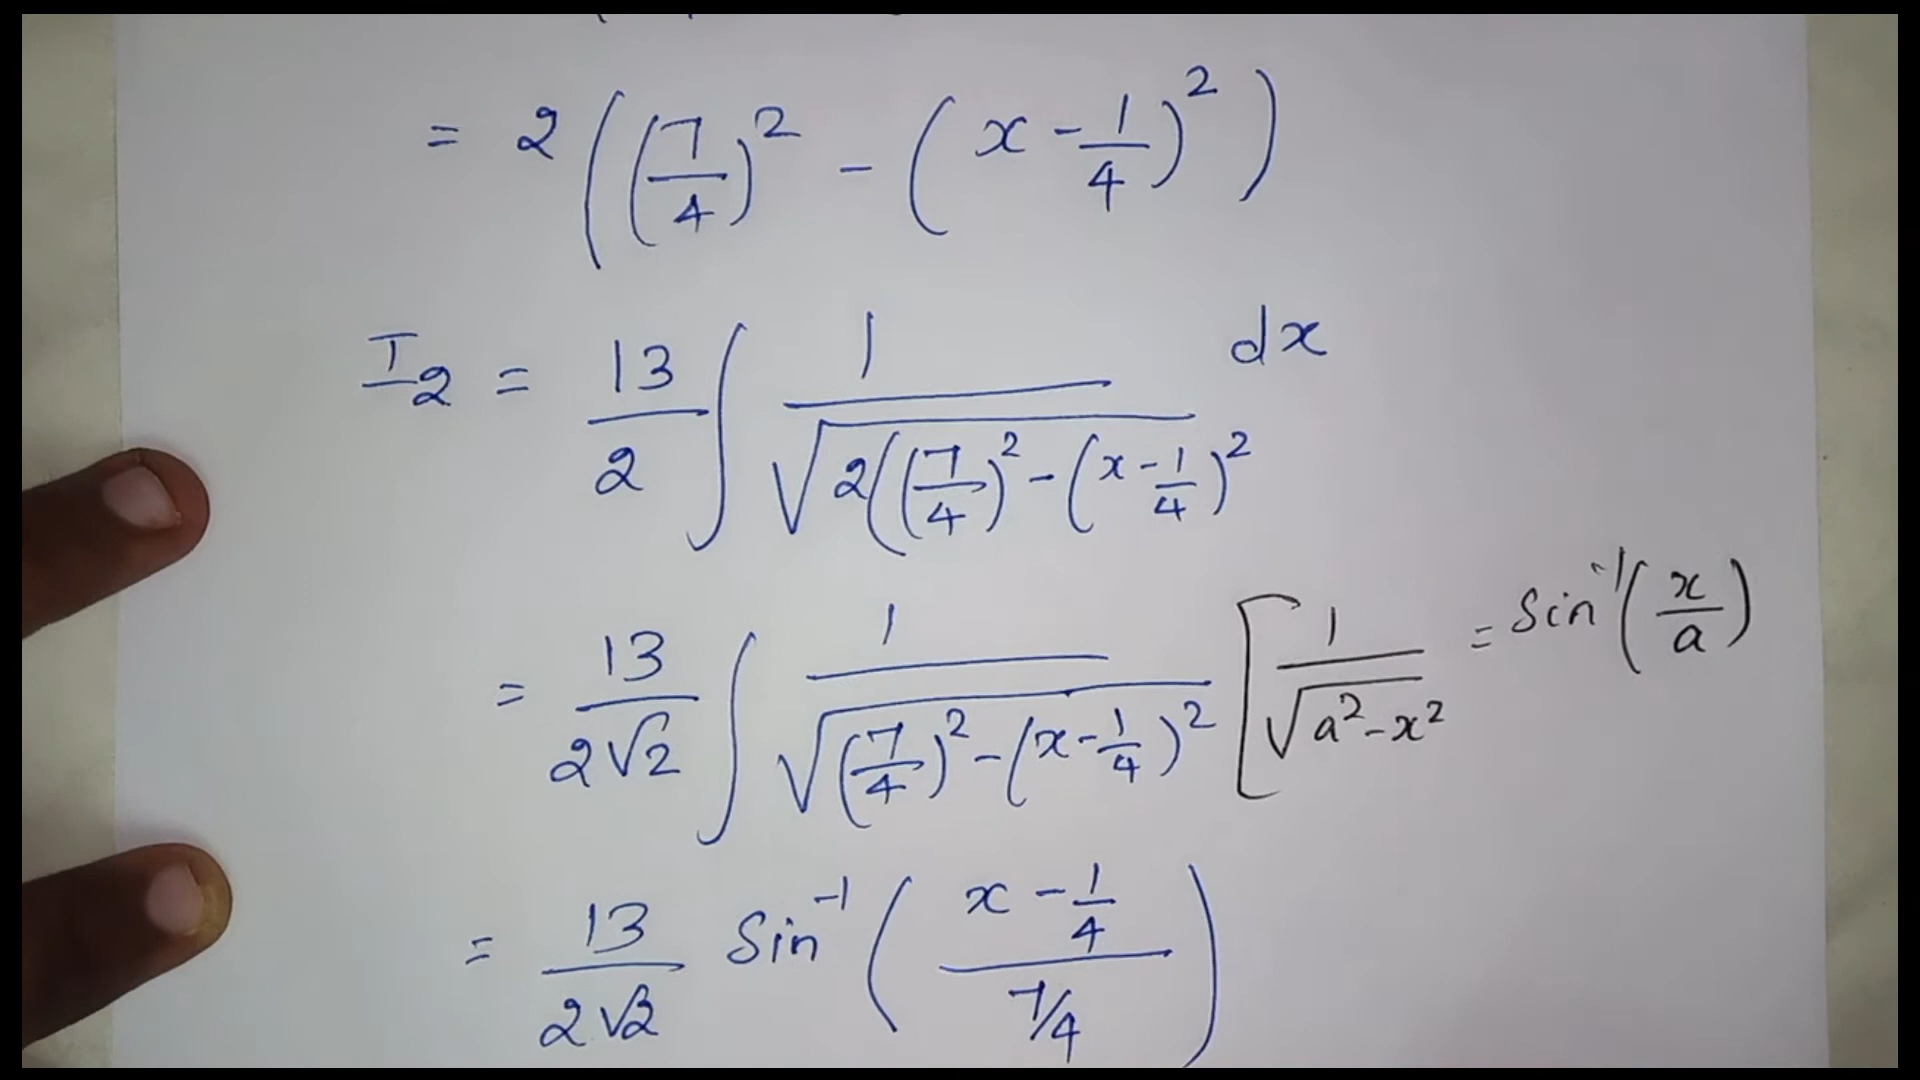 = 2((7/4)² - (x - 1/4)²)
I2 = 13/2 ∫ 1/√2((7/4)² - (x - 1/4)² dx
= 13/2√2 ∫ 1/√(7/4)² - (x - 1/4)² [1/√a² - x² = Sin⁻¹(x/a)
= 13/2√2 Sin⁻¹((x - 1/4)/(7/4))